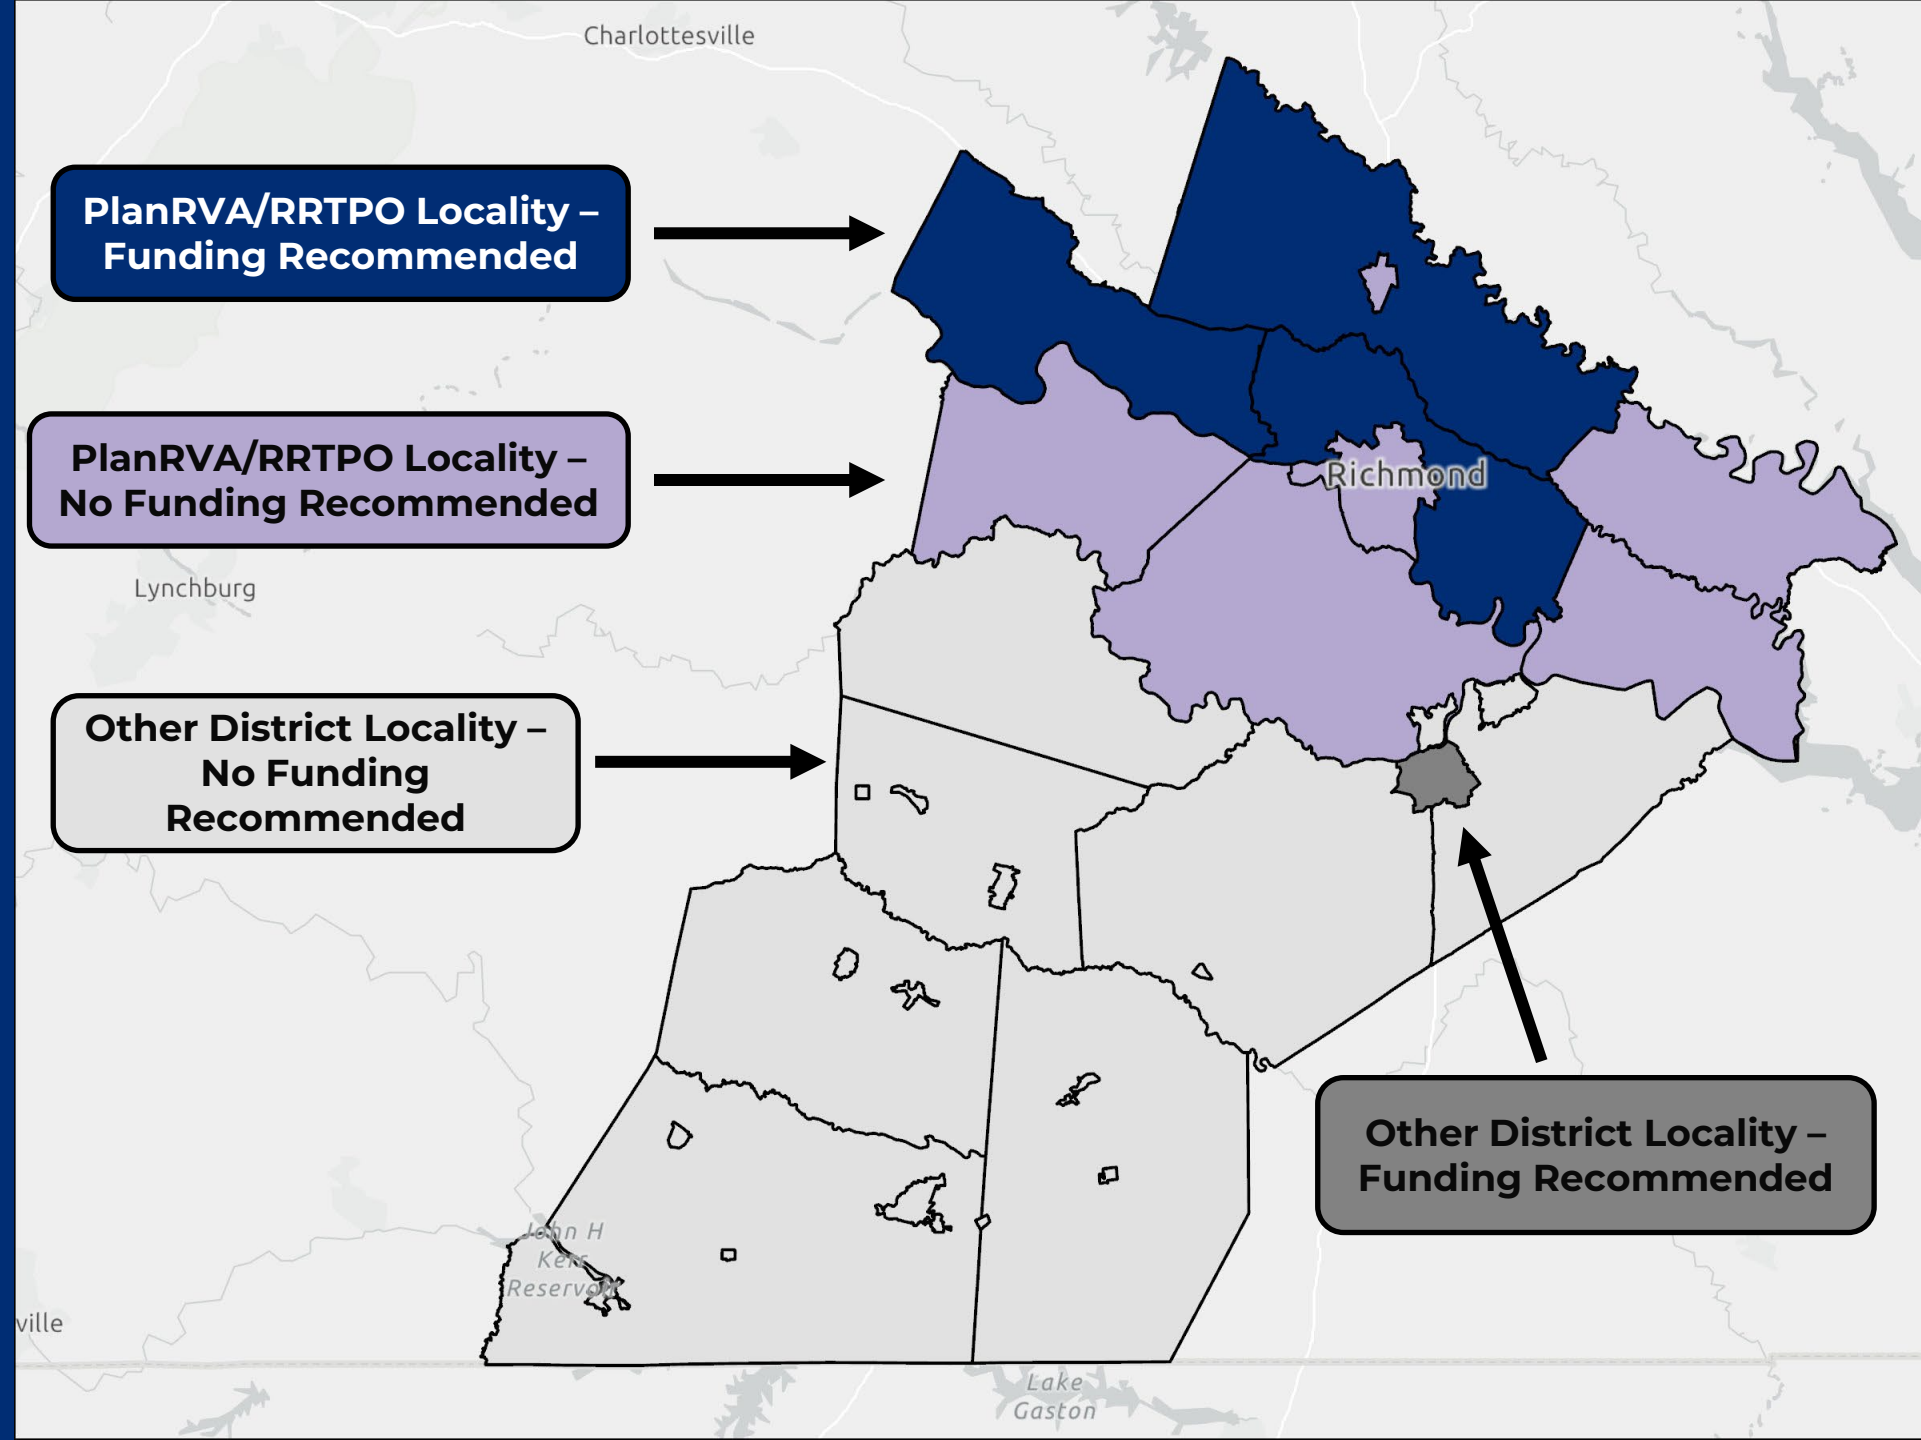 Charlottesville
PlanRVA/RRTPO Locality –
Funding Recommended
PlanRVA/RRTPO Locality –
No Funding Recommended
Richmond
Lynchburg
Other District Locality –
No Funding
Recommended
Other District Locality –
Funding Recommended
John H
Kerr
Reservoir
ville
Lake
Gaston